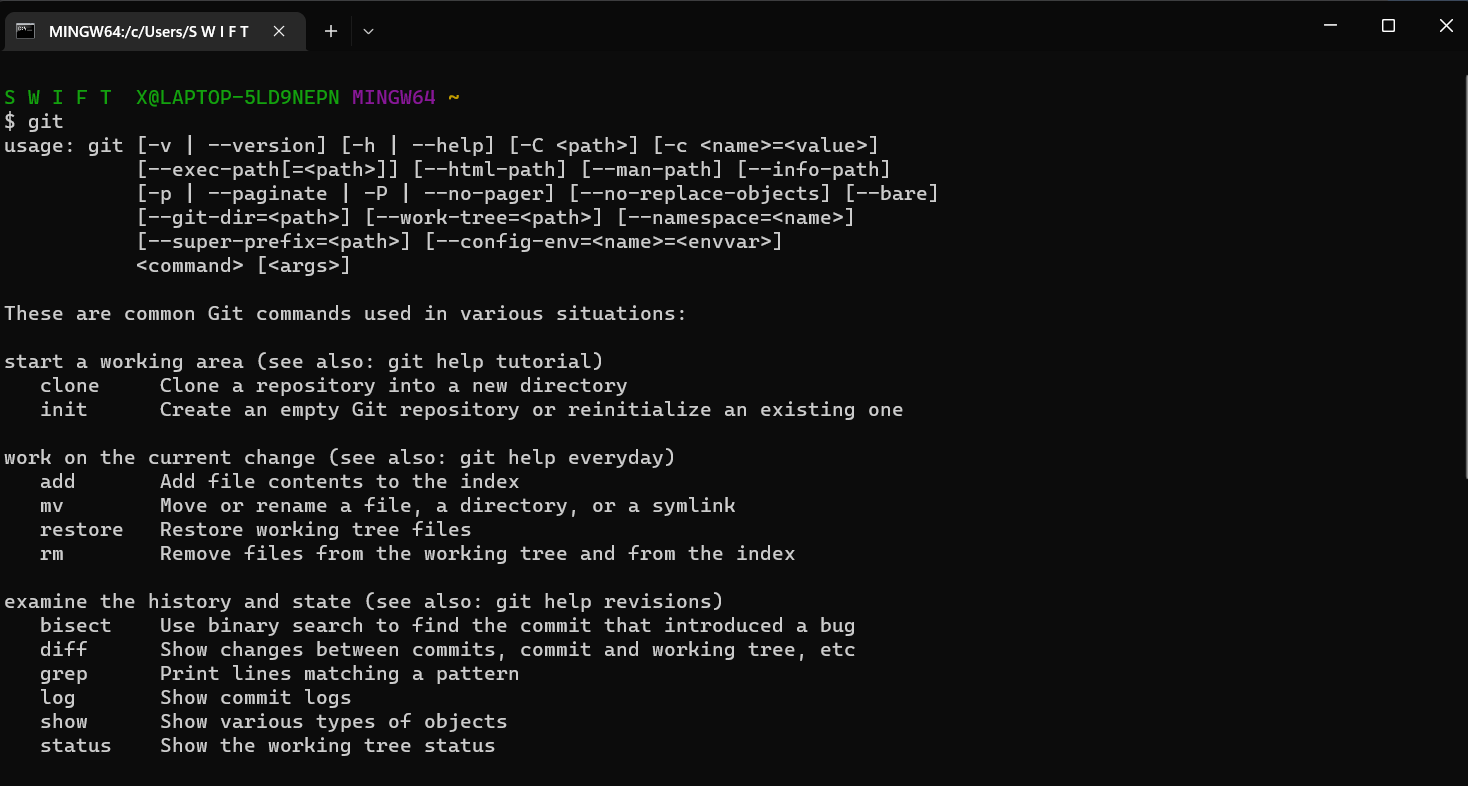 MINGW64:/c/Users/S W I F T
S W I F T  X@LAPTOP-5LD9NEPN MINGW64 ~
$ git
usage: git [-v | --version] [-h | --help] [-C <path>] [-c <name>=<value>]
           [--exec-path[=<path>]] [--html-path] [--man-path] [--info-path]
           [-p | --paginate | -P | --no-pager] [--no-replace-objects] [--bare]
           [--git-dir=<path>] [--work-tree=<path>] [--namespace=<name>]
           [--super-prefix=<path>] [--config-env=<name>=<envvar>]
           <command> [<args>]

These are common Git commands used in various situations:

start a working area (see also: git help tutorial)
   clone     Clone a repository into a new directory
   init      Create an empty Git repository or reinitialize an existing one

work on the current change (see also: git help everyday)
   add       Add file contents to the index
   mv        Move or rename a file, a directory, or a symlink
   restore   Restore working tree files
   rm        Remove files from the working tree and from the index

examine the history and state (see also: git help revisions)
   bisect    Use binary search to find the commit that introduced a bug
   diff      Show changes between commits, commit and working tree, etc
   grep      Print lines matching a pattern
   log       Show commit logs
   show      Show various types of objects
   status    Show the working tree status